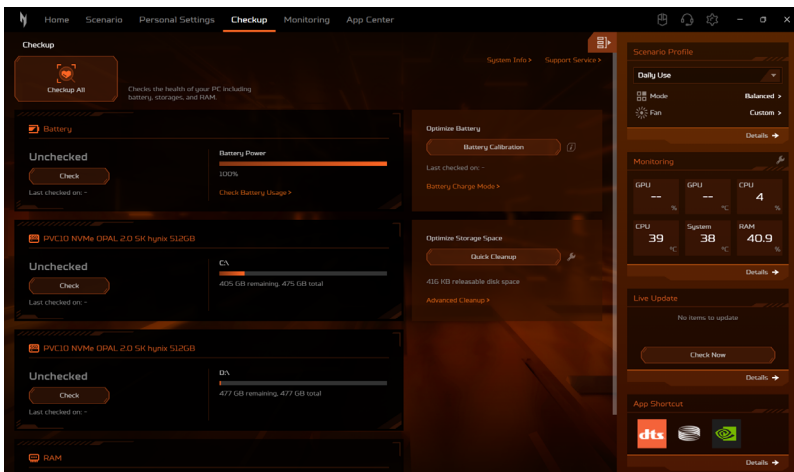 Home Scenario Personal Settings Checkup Monitoring App Center
Checkup
System Info > Support Service >
Checkup All
Checks the health of your PC including
battery, storages, and RAM.
Battery
Unchecked
Check
Last checked on: -
Battery Power
100%
Check Battery Usage >
Optimize Battery
Battery Calibration
Last checked on: -
Battery Charge Mode >
PVC10 NVMe OPAL 2.0 SK hynix 512GB
Unchecked
Check
Last checked on: -
C:\
405 GB remaining, 475 GB total
Optimize Storage Space
Quick Cleanup
416 KB releasable disk space
Advanced Cleanup >
PVC10 NVMe OPAL 2.0 SK hynix 512GB
Unchecked
Check
Last checked on: -
D:\
477 GB remaining, 477 GB total
RAM
Scenario Profile
Daily Use
Mode Balanced >
Fan Custom >
Details →
Monitoring
GPU GPU CPU
-- -- 4
% °C %
CPU System RAM
39 38 40.9
°C °C %
Details →
Live Update
No items to update
Check Now
Details →
App Shortcut
dts
Details →